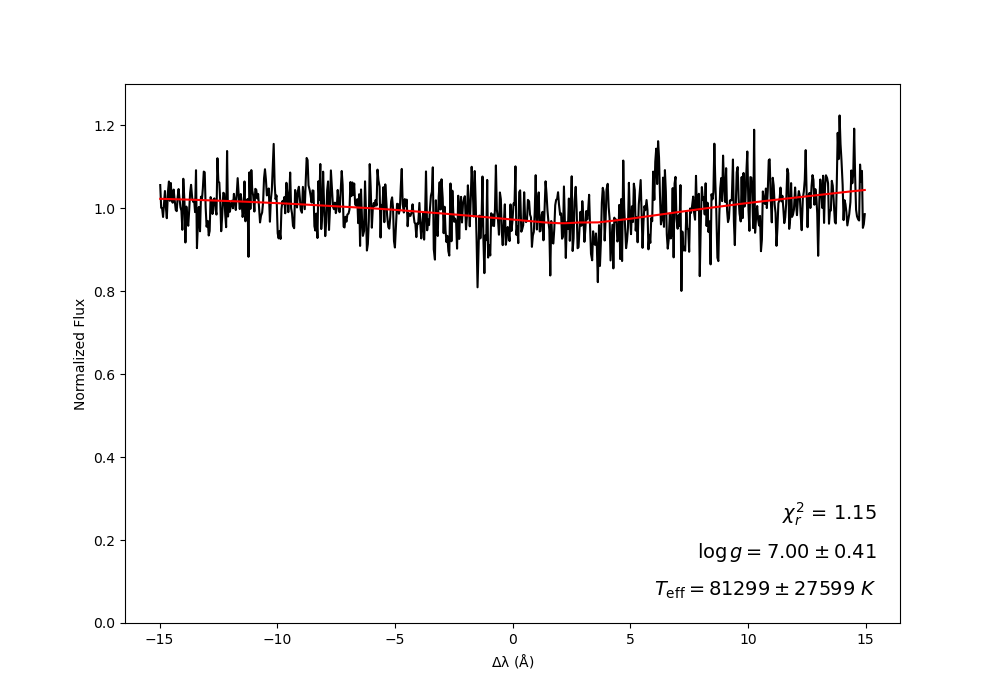 1.2
1.0
0.8
0.6
0.4
0.2
0.0
Normalized Flux
χ²ᵣ = 1.15
log g = 7.00 ± 0.41
T_eff = 81299 ± 27599 K
−15 −10 −5 0 5 10 15
Δλ (Å)